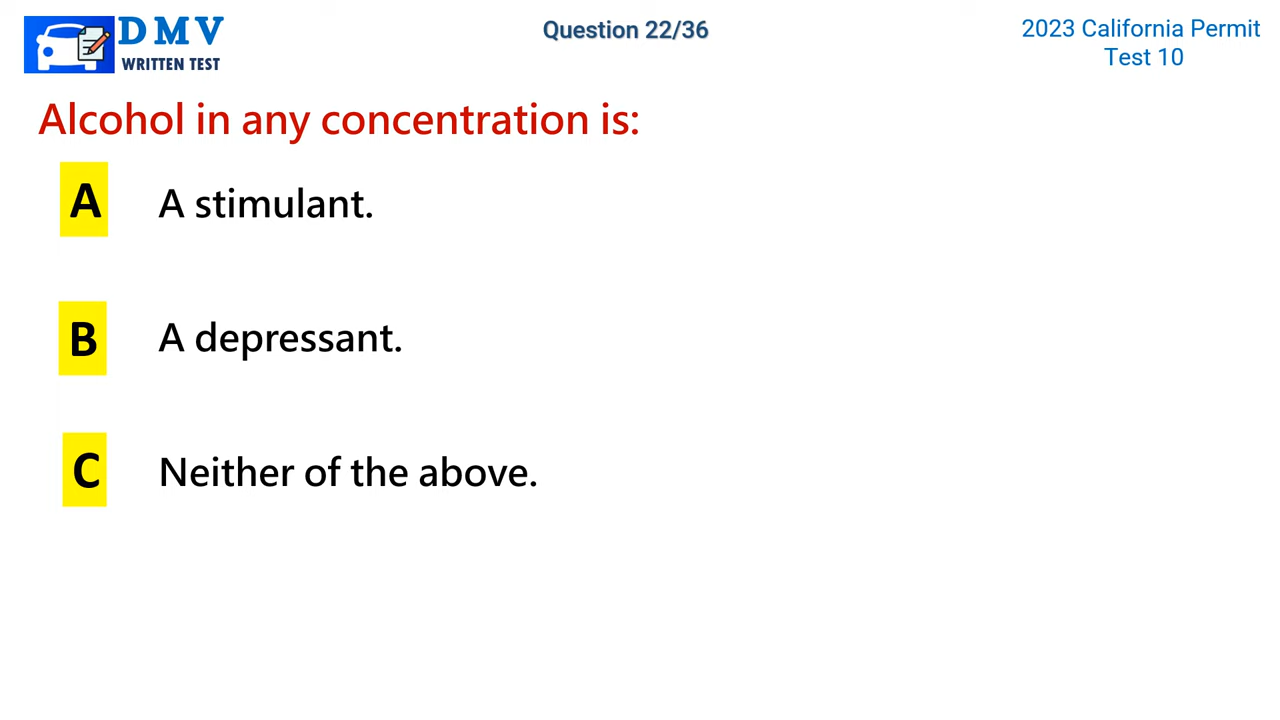 DMV
WRITTEN TEST
Question 22/36
2023 California Permit
Test 10
Alcohol in any concentration is:
A A stimulant.
B A depressant.
C Neither of the above.